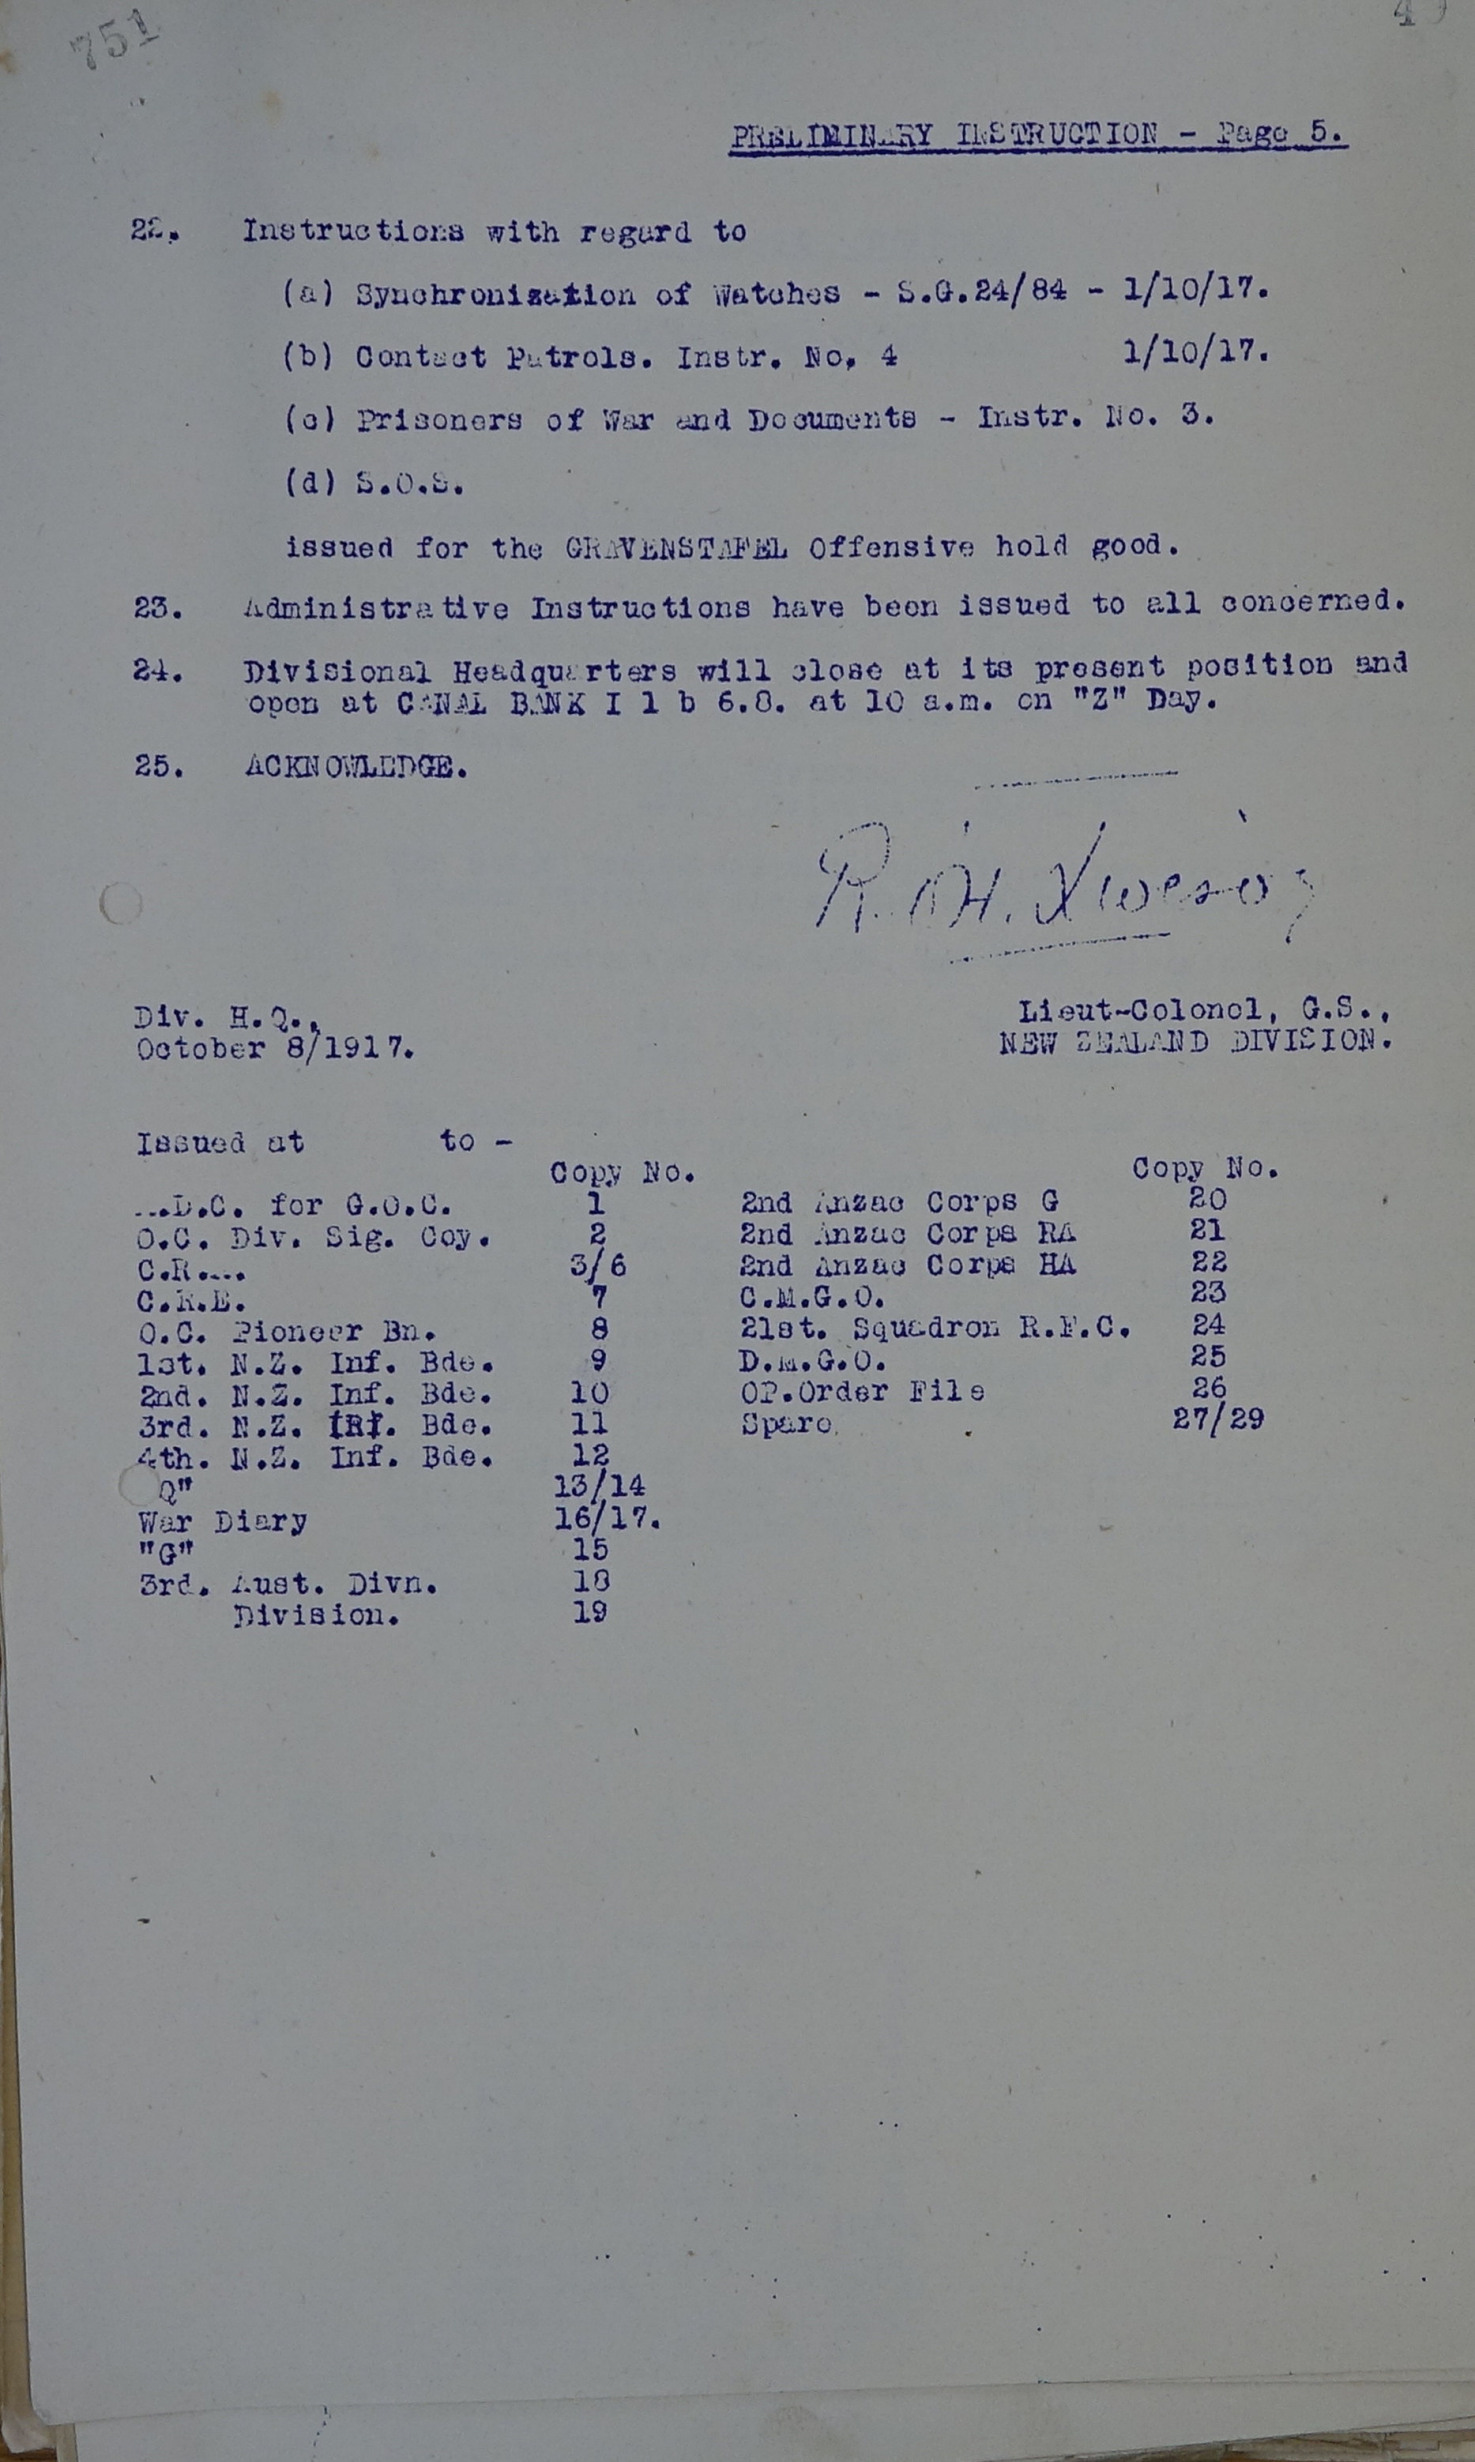 751
PRELIMINARY INSTRUCTION - Page 5.
22. Instructions with regard to
(a) Synchronization of Watches - S.G.24/84 - 1/10/17.
(b) Contact Patrols. Instr. No. 4 1/10/17.
(c) Prisoners of War and Documents - Instr. No. 3.
(d) S.O.S.
issued for the GRAVENSTAFEL Offensive hold good.
23. Administrative Instructions have been issued to all concerned.
24. Divisional Headquarters will close at its present position and
open at CANAL BANK I 1 b 6.8. at 10 a.m. on "Z" Day.
25. ACKNOWLEDGE.
Div. H.Q., Lieut-Colonel, G.S.,
October 8/1917. NEW ZEALAND DIVISION.
Issued at to -
Copy No. Copy No.
.D.C. for G.O.C. 1 2nd Anzac Corps G 20
O.C. Div. Sig. Coy. 2 2nd Anzac Corps RA 21
C.R.A. 3/6 2nd Anzac Corps HA 22
C.R.E. 7 C.M.G.O. 23
O.C. Pioneer Bn. 8 21st. Squadron R.F.C. 24
1st. N.Z. Inf. Bde. 9 D.M.G.O. 25
2nd. N.Z. Inf. Bde. 10 OP.Order File 26
3rd. N.Z. (R). Bde. 11 Spare 27/29
4th. N.Z. Inf. Bde. 12
Q" 13/14
War Diary 16/17.
"G" 15
3rd. Aust. Divn. 18
Division. 19